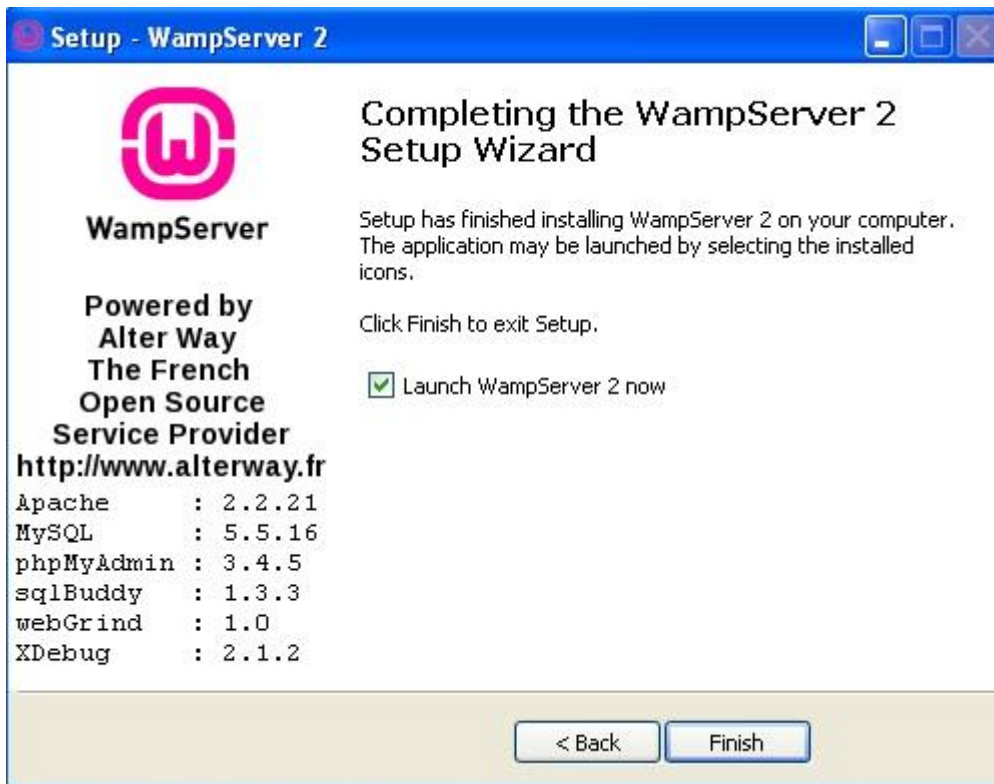 Setup - WampServer 2
WampServer
Powered by
Alter Way
The French
Open Source
Service Provider
http://www.alterway.fr
Apache : 2.2.21
MySQL : 5.5.16
phpMyAdmin : 3.4.5
sqlBuddy : 1.3.3
webGrind : 1.0
XDebug : 2.1.2
Completing the WampServer 2
Setup Wizard
Setup has finished installing WampServer 2 on your computer.
The application may be launched by selecting the installed
icons.
Click Finish to exit Setup.
Launch WampServer 2 now
< Back
Finish